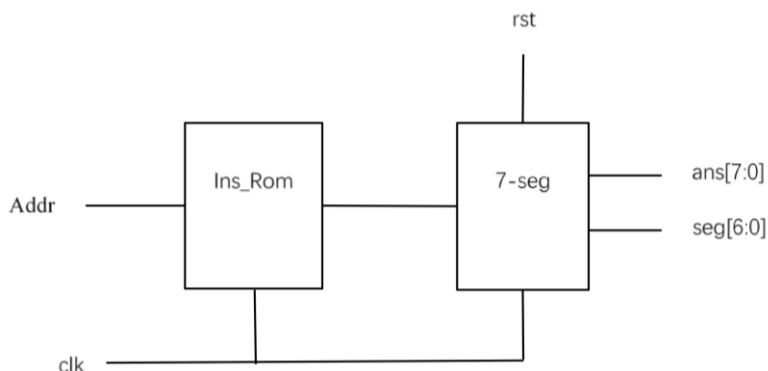 rst
Ins_Rom
7-seg
ans[7:0]
Addr
seg[6:0]
clk